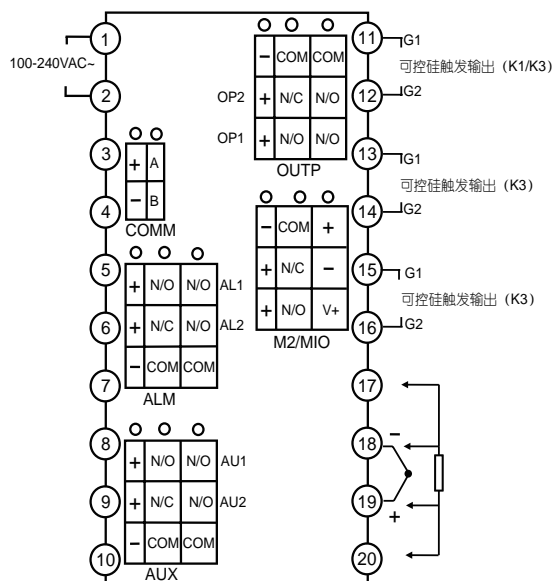 1
100-240VAC~
2
3
+ A
4
− B
COMM
5
+ N/O N/O AL1
6
+ N/C N/O AL2
7
− COM COM
ALM
8
+ N/O N/O AU1
9
+ N/C N/O AU2
10
− COM COM
AUX
− COM COM
OP2 + N/C N/O
OP1 + N/O N/O
OUTP
− COM +
+ N/C −
+ N/O V+
M2/MIO
11 G1
可控硅触发输出 (K1/K3)
12 G2
13 G1
可控硅触发输出 (K3)
14 G2
15 G1
可控硅触发输出 (K3)
16 G2
17
18 −
19 +
20